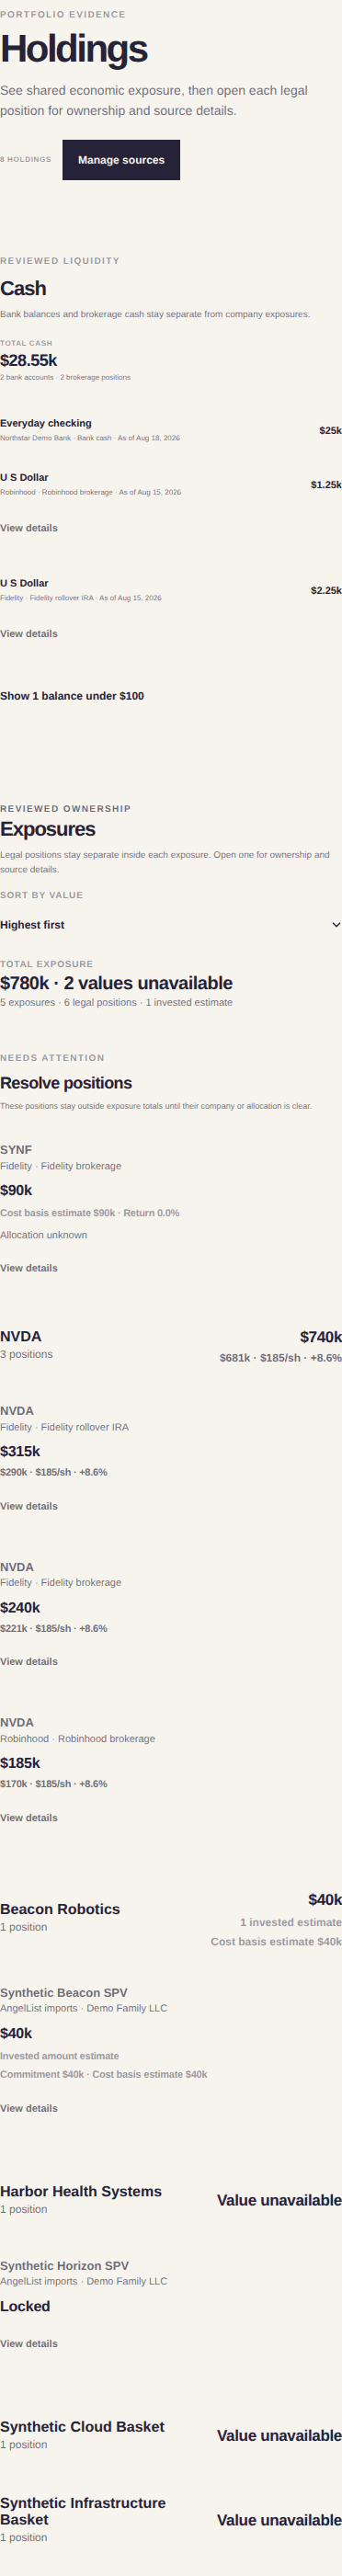 PORTFOLIO EVIDENCE
Holdings
See shared economic exposure, then open each legal
position for ownership and source details.
8 HOLDINGS
Manage sources
REVIEWED LIQUIDITY
Cash
Bank balances and brokerage cash stay separate from company exposures.
TOTAL CASH
$28.55k
2 bank accounts · 2 brokerage positions
Everyday checking
$25k
Northstar Demo Bank · Bank cash · As of Aug 18, 2026
U S Dollar
$1.25k
Robinhood · Robinhood brokerage · As of Aug 15, 2026
View details
U S Dollar
$2.25k
Fidelity · Fidelity rollover IRA · As of Aug 15, 2026
View details
Show 1 balance under $100
REVIEWED OWNERSHIP
Exposures
Legal positions stay separate inside each exposure. Open one for ownership and
source details.
SORT BY VALUE
Highest first
TOTAL EXPOSURE
$780k · 2 values unavailable
5 exposures · 6 legal positions · 1 invested estimate
NEEDS ATTENTION
Resolve positions
These positions stay outside exposure totals until their company or allocation is clear.
SYNF
Fidelity · Fidelity brokerage
$90k
Cost basis estimate $90k · Return 0.0%
Allocation unknown
View details
NVDA
$740k
3 positions
$681k · $185/sh · +8.6%
NVDA
Fidelity · Fidelity rollover IRA
$315k
$290k · $185/sh · +8.6%
View details
NVDA
Fidelity · Fidelity brokerage
$240k
$221k · $185/sh · +8.6%
View details
NVDA
Robinhood · Robinhood brokerage
$185k
$170k · $185/sh · +8.6%
View details
Beacon Robotics
1 position
$40k
1 invested estimate
Cost basis estimate $40k
Synthetic Beacon SPV
AngelList imports · Demo Family LLC
$40k
Invested amount estimate
Commitment $40k · Cost basis estimate $40k
View details
Harbor Health Systems
1 position
Value unavailable
Synthetic Horizon SPV
AngelList imports · Demo Family LLC
Locked
View details
Synthetic Cloud Basket
1 position
Value unavailable
Synthetic Infrastructure
Basket
1 position
Value unavailable